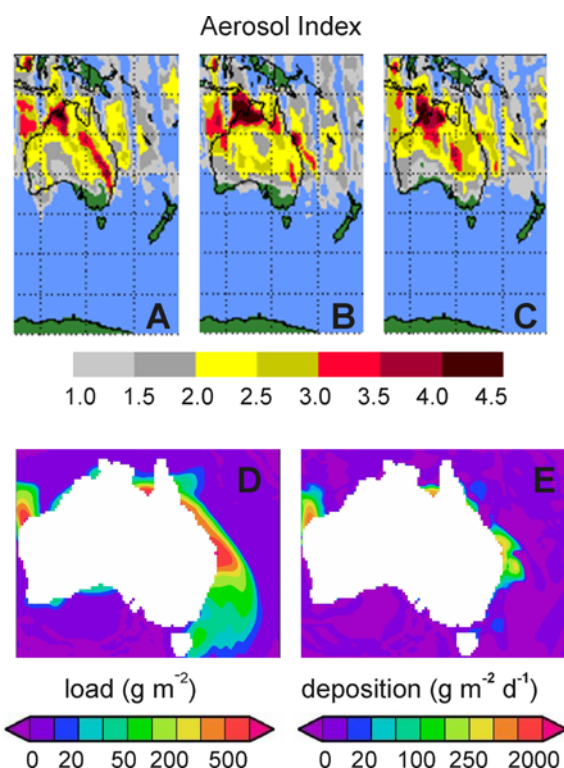 Aerosol Index
A B C
1.0 1.5 2.0 2.5 3.0 3.5 4.0 4.5
D E
load (g m⁻²) deposition (g m⁻² d⁻¹)
0 20 50 200 500 0 20 100 250 2000